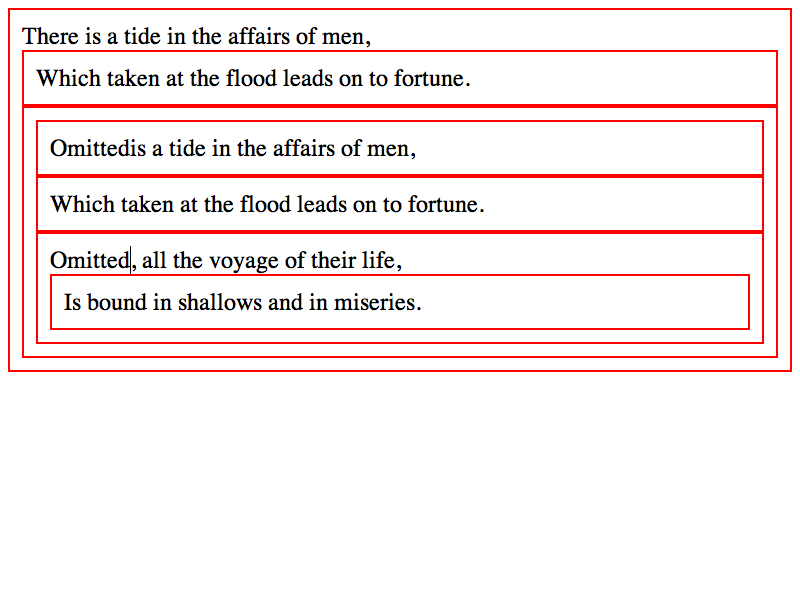 There is a tide in the affairs of men,
Which taken at the flood leads on to fortune.
Omittedis a tide in the affairs of men,
Which taken at the flood leads on to fortune.
Omitted, all the voyage of their life,
Is bound in shallows and in miseries.